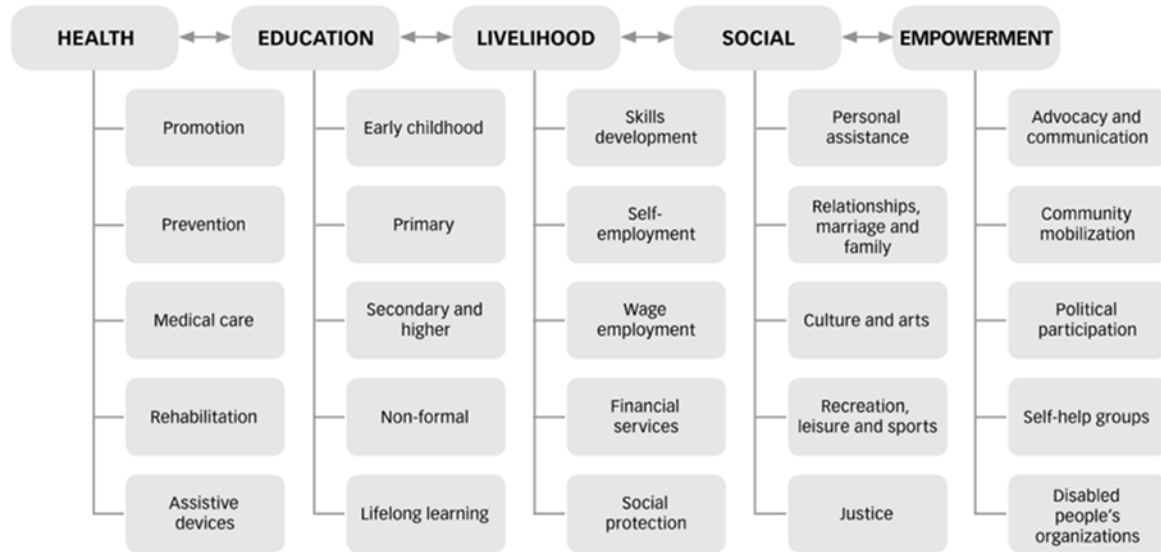 HEALTH
EDUCATION
LIVELIHOOD
SOCIAL
EMPOWERMENT
Promotion
Prevention
Medical care
Rehabilitation
Assistive
devices
Early childhood
Primary
Secondary and
higher
Non-formal
Lifelong learning
Skills
development
Self-
employment
Wage
employment
Financial
services
Social
protection
Personal
assistance
Relationships,
marriage and
family
Culture and arts
Recreation,
leisure and sports
Justice
Advocacy and
communication
Community
mobilization
Political
participation
Self-help groups
Disabled
people's
organizations